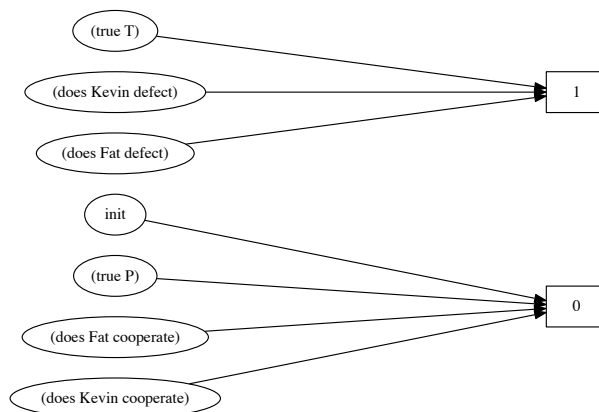 (true T)
(does Kevin defect)
1
(does Fat defect)
init
(true P)
0
(does Fat cooperate)
(does Kevin cooperate)